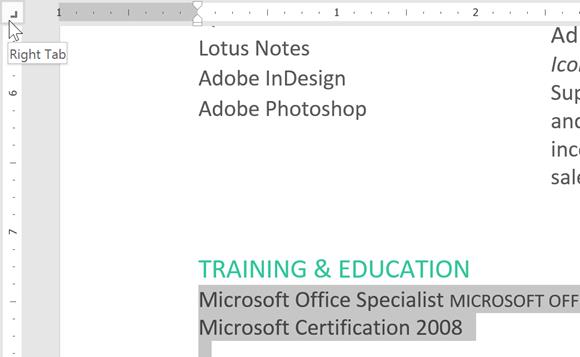 1 1 2
Right Tab
6
7
Lotus Notes
Adobe InDesign
Adobe Photoshop
Ad
Ico
Sup
and
inc
sale
TRAINING & EDUCATION
Microsoft Office Specialist MICROSOFT OFF
Microsoft Certification 2008